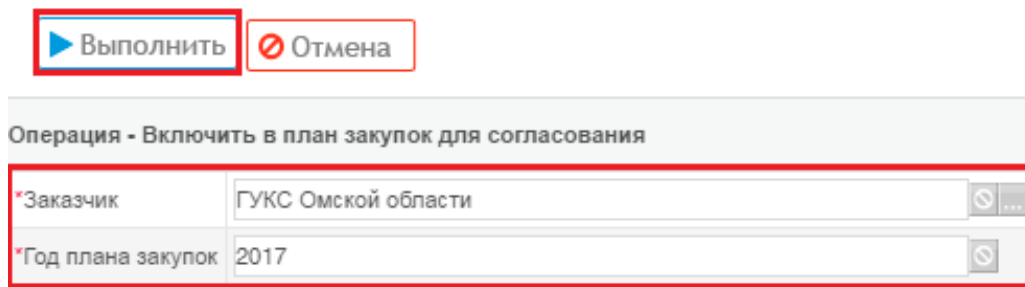 Выполнить Отмена
Операция - Включить в план закупок для согласования
*Заказчик ГУКС Омской области ...
*Год плана закупок 2017